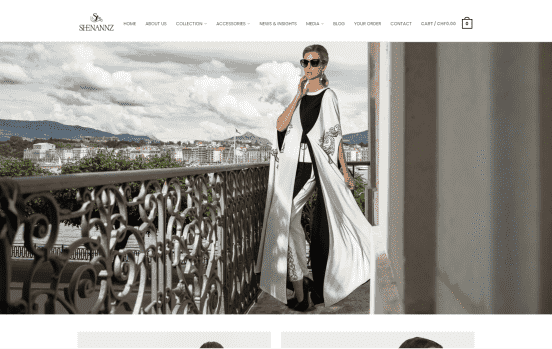 SHENANNZ
HOME ABOUT US COLLECTION ACCESSORIES NEWS & INSIGHTS MEDIA BLOG YOUR ORDER CONTACT CART / CHF0.00 0